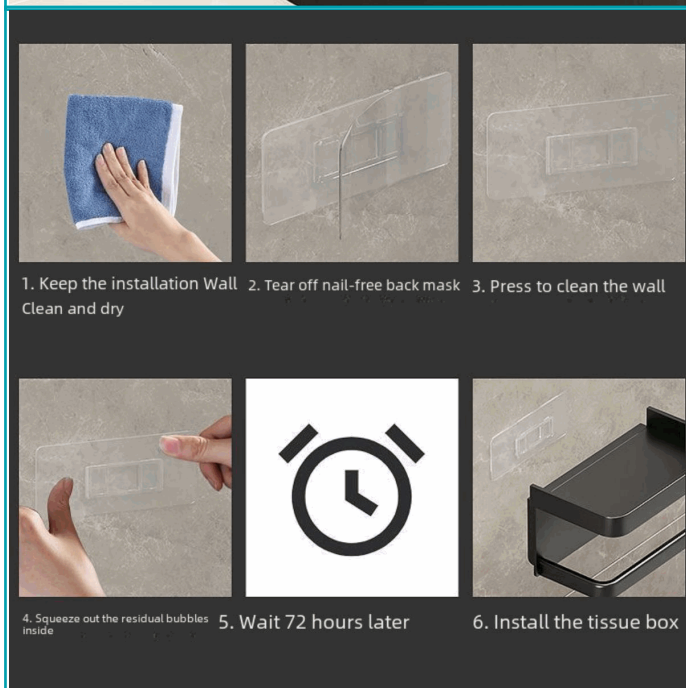 1. Keep the installation Wall
Clean and dry
2. Tear off nail-free back mask
3. Press to clean the wall
4. Squeeze out the residual bubbles
inside
5. Wait 72 hours later
6. Install the tissue box